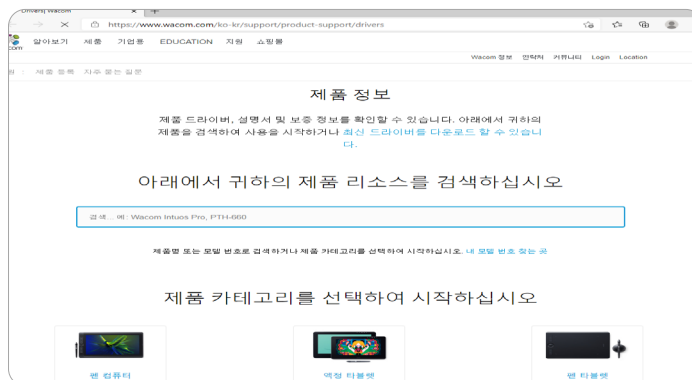 Drivers| Wacom
https://www.wacom.com/ko-kr/support/product-support/drivers
알아보기 제품 기업용 EDUCATION 지원 쇼핑몰
Wacom 정보 연락처 커뮤니티 Login Location
원 : 제품 등록 자주 묻는 질문
제품 정보
제품 드라이버, 설명서 및 보증 정보를 확인할 수 있습니다. 아래에서 귀하의
제품을 검색하여 사용을 시작하거나 최신 드라이버를 다운로드 할 수 있습니
다.
아래에서 귀하의 제품 리소스를 검색하십시오
검색... 예: Wacom Intuos Pro, PTH-660
제품명 또는 모델 번호로 검색하거나 제품 카테고리를 선택하여 시작하십시오. 내 모델 번호 찾는 곳
제품 카테고리를 선택하여 시작하십시오
펜 컴퓨터 액정 타블렛 펜 타블렛